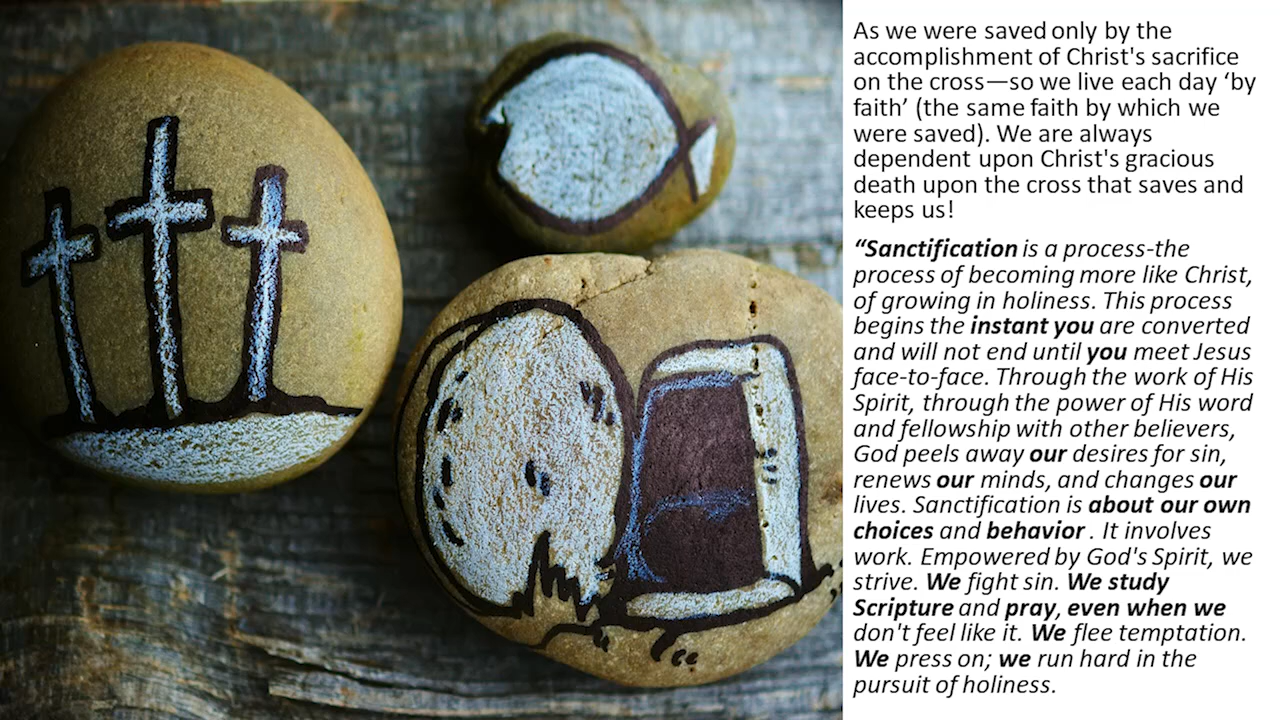 As we were saved only by the
accomplishment of Christ's sacrifice
on the cross—so we live each day ‘by
faith’ (the same faith by which we
were saved). We are always
dependent upon Christ's gracious
death upon the cross that saves and
keeps us!
“Sanctification is a process-the
process of becoming more like Christ,
of growing in holiness. This process
begins the instant you are converted
and will not end until you meet Jesus
face-to-face. Through the work of His
Spirit, through the power of His word
and fellowship with other believers,
God peels away our desires for sin,
renews our minds, and changes our
lives. Sanctification is about our own
choices and behavior . It involves
work. Empowered by God's Spirit, we
strive. We fight sin. We study
Scripture and pray, even when we
don't feel like it. We flee temptation.
We press on; we run hard in the
pursuit of holiness.